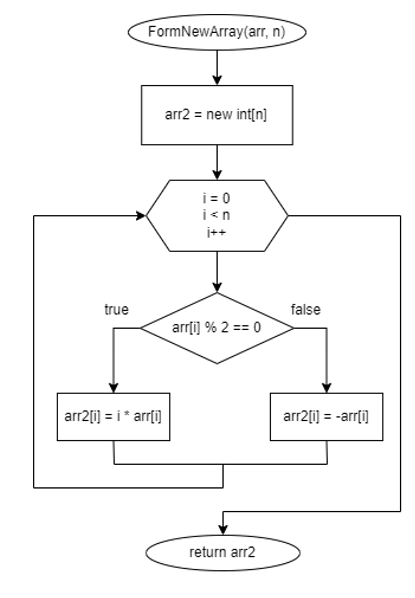 FormNewArray(arr, n)
arr2 = new int[n]
i = 0
i < n
i++
true
false
arr[i] % 2 == 0
arr2[i] = i * arr[i]
arr2[i] = -arr[i]
return arr2